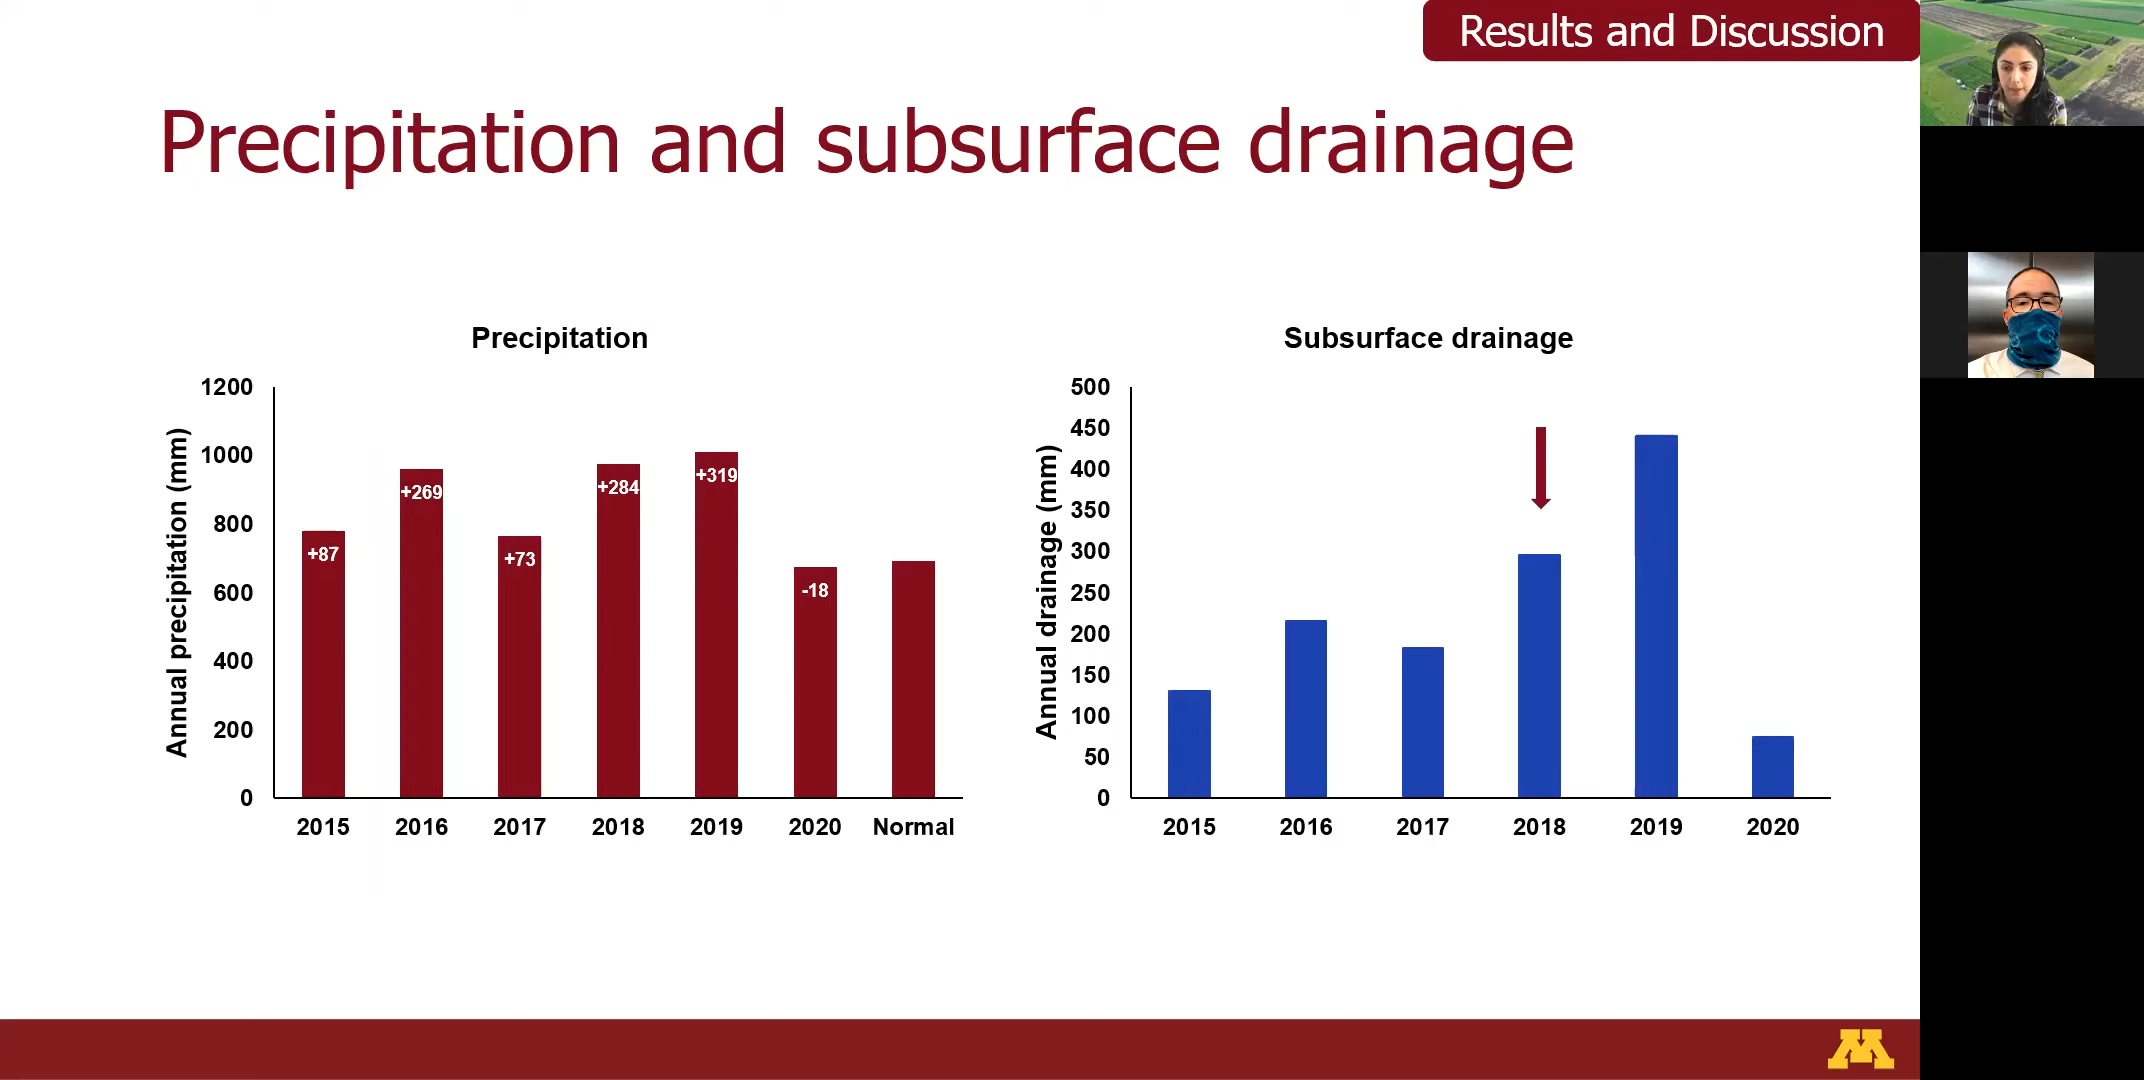 Results and Discussion
Precipitation and subsurface drainage
Precipitation
Annual precipitation (mm)
1200
1000
800
600
400
200
0
+87
+269
+73
+284
+319
-18
2015 2016 2017 2018 2019 2020 Normal
Subsurface drainage
Annual drainage (mm)
500
450
400
350
300
250
200
150
100
50
0
2015 2016 2017 2018 2019 2020
M